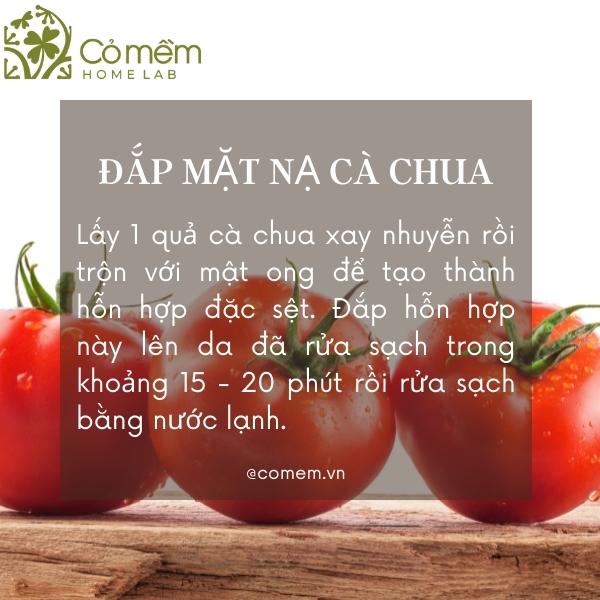 Cỏ mềm
HOME LAB
ĐẮP MẶT NẠ CÀ CHUA
Lấy 1 quả cà chua xay nhuyễn rồi
trộn với mật ong để tạo thành
hỗn hợp đặc sệt. Đắp hỗn hợp
này lên da đã rửa sạch trong
khoảng 15 - 20 phút rồi rửa sạch
bằng nước lạnh.
@comem.vn